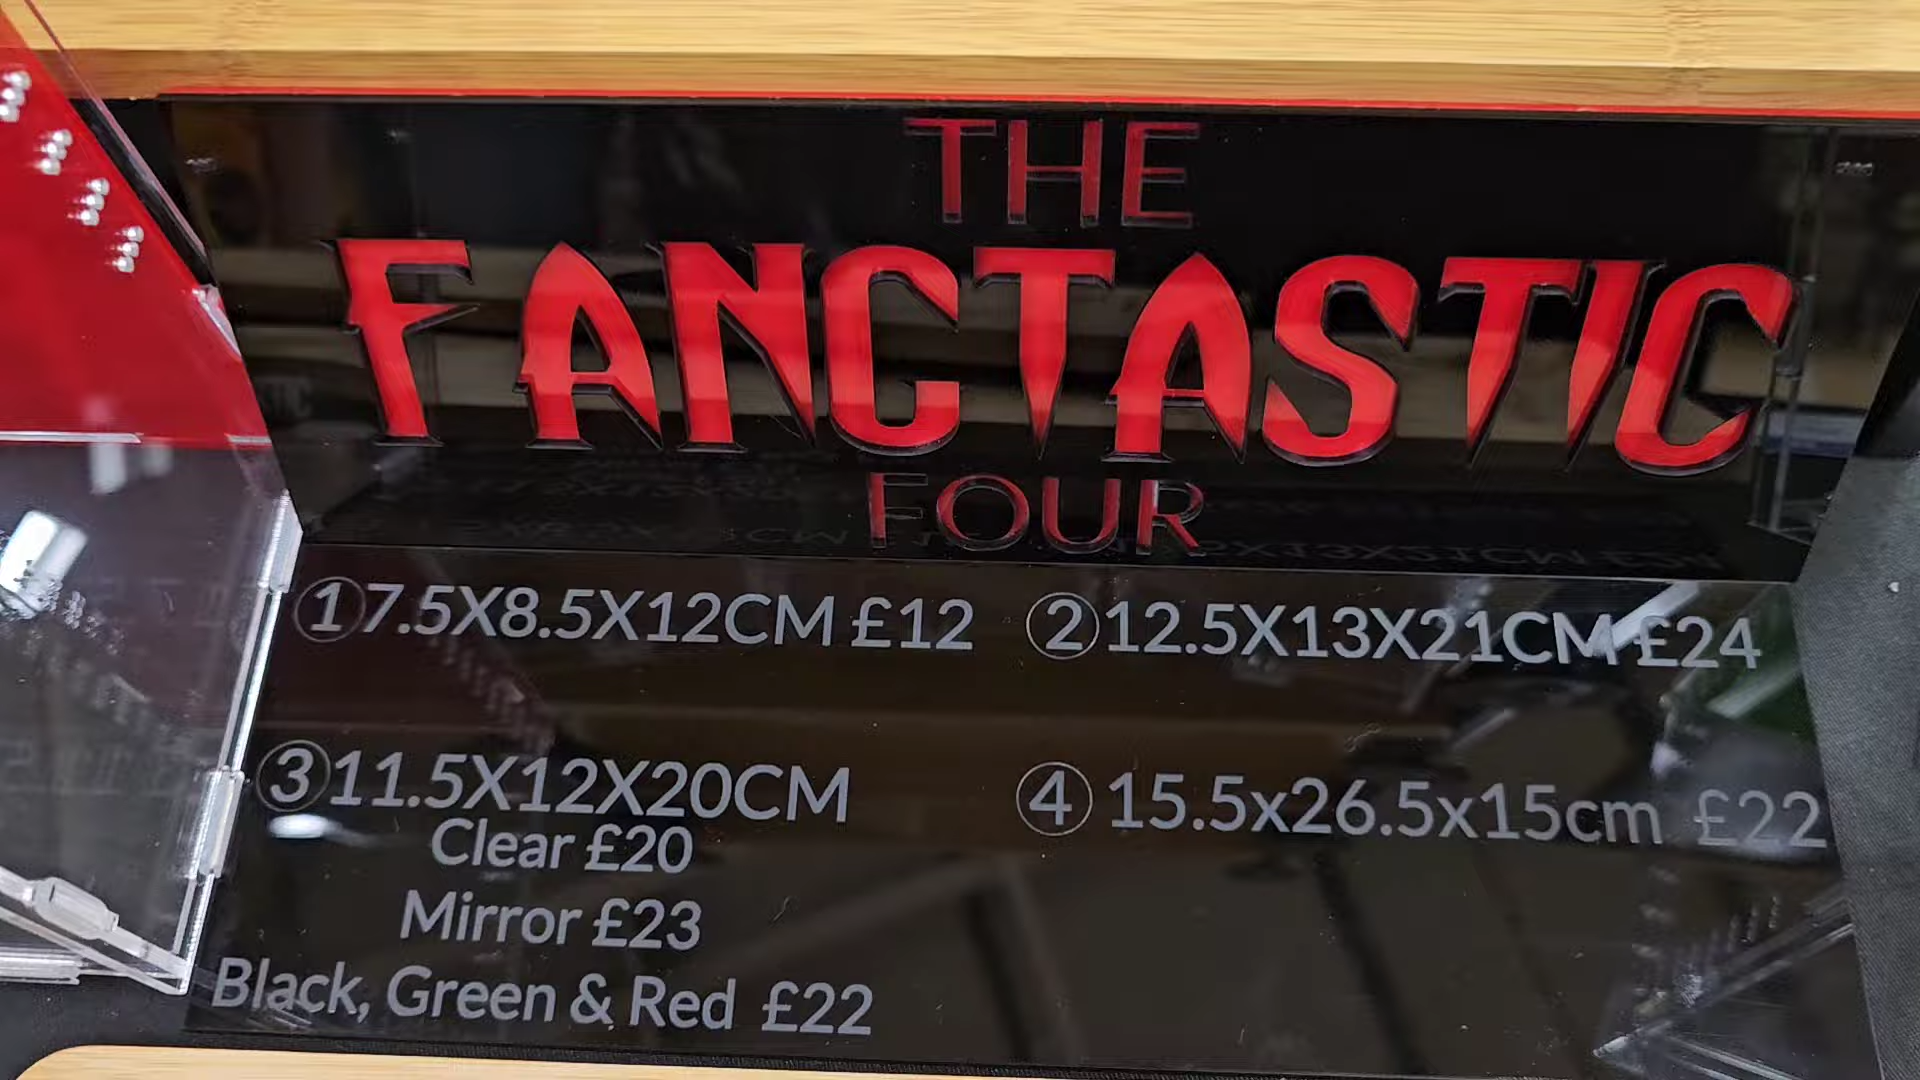 THE
FANGTASTIC
FOUR
①7.5X8.5X12CM £12
②12.5X13X21CM £24
③11.5X12X20CM
Clear £20
Mirror £23
Black, Green & Red £22
④ 15.5x26.5x15cm £22